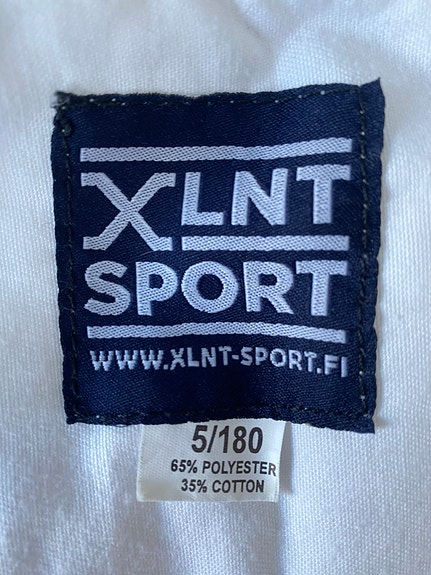 XLNT
SPORT
WWW.XLNT-SPORT.FI
5/180
65% POLYESTER
35% COTTON